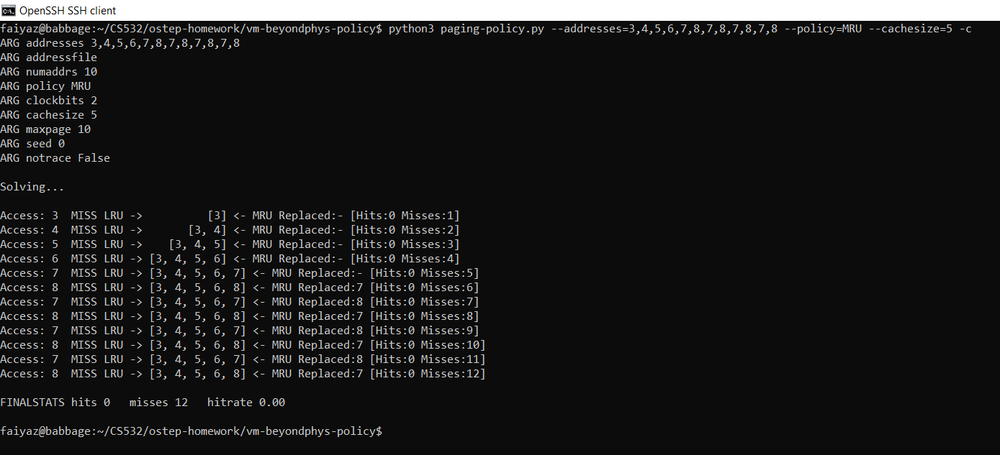 OpenSSH SSH client
faiyaz@babbage:~/CS532/ostep-homework/vm-beyondphys-policy$ python3 paging-policy.py --addresses=3,4,5,6,7,8,7,8,7,8,7,8 --policy=MRU --cachesize=5 -c
ARG addresses 3,4,5,6,7,8,7,8,7,8,7,8
ARG addressfile
ARG numaddrs 10
ARG policy MRU
ARG clockbits 2
ARG cachesize 5
ARG maxpage 10
ARG seed 0
ARG notrace False
Solving...
Access: 3  MISS LRU ->          [3] <- MRU Replaced:- [Hits:0 Misses:1]
Access: 4  MISS LRU ->       [3, 4] <- MRU Replaced:- [Hits:0 Misses:2]
Access: 5  MISS LRU ->    [3, 4, 5] <- MRU Replaced:- [Hits:0 Misses:3]
Access: 6  MISS LRU -> [3, 4, 5, 6] <- MRU Replaced:- [Hits:0 Misses:4]
Access: 7  MISS LRU -> [3, 4, 5, 6, 7] <- MRU Replaced:- [Hits:0 Misses:5]
Access: 8  MISS LRU -> [3, 4, 5, 6, 8] <- MRU Replaced:7 [Hits:0 Misses:6]
Access: 7  MISS LRU -> [3, 4, 5, 6, 7] <- MRU Replaced:8 [Hits:0 Misses:7]
Access: 8  MISS LRU -> [3, 4, 5, 6, 8] <- MRU Replaced:7 [Hits:0 Misses:8]
Access: 7  MISS LRU -> [3, 4, 5, 6, 7] <- MRU Replaced:8 [Hits:0 Misses:9]
Access: 8  MISS LRU -> [3, 4, 5, 6, 8] <- MRU Replaced:7 [Hits:0 Misses:10]
Access: 7  MISS LRU -> [3, 4, 5, 6, 7] <- MRU Replaced:8 [Hits:0 Misses:11]
Access: 8  MISS LRU -> [3, 4, 5, 6, 8] <- MRU Replaced:7 [Hits:0 Misses:12]
FINALSTATS hits 0   misses 12   hitrate 0.00
faiyaz@babbage:~/CS532/ostep-homework/vm-beyondphys-policy$